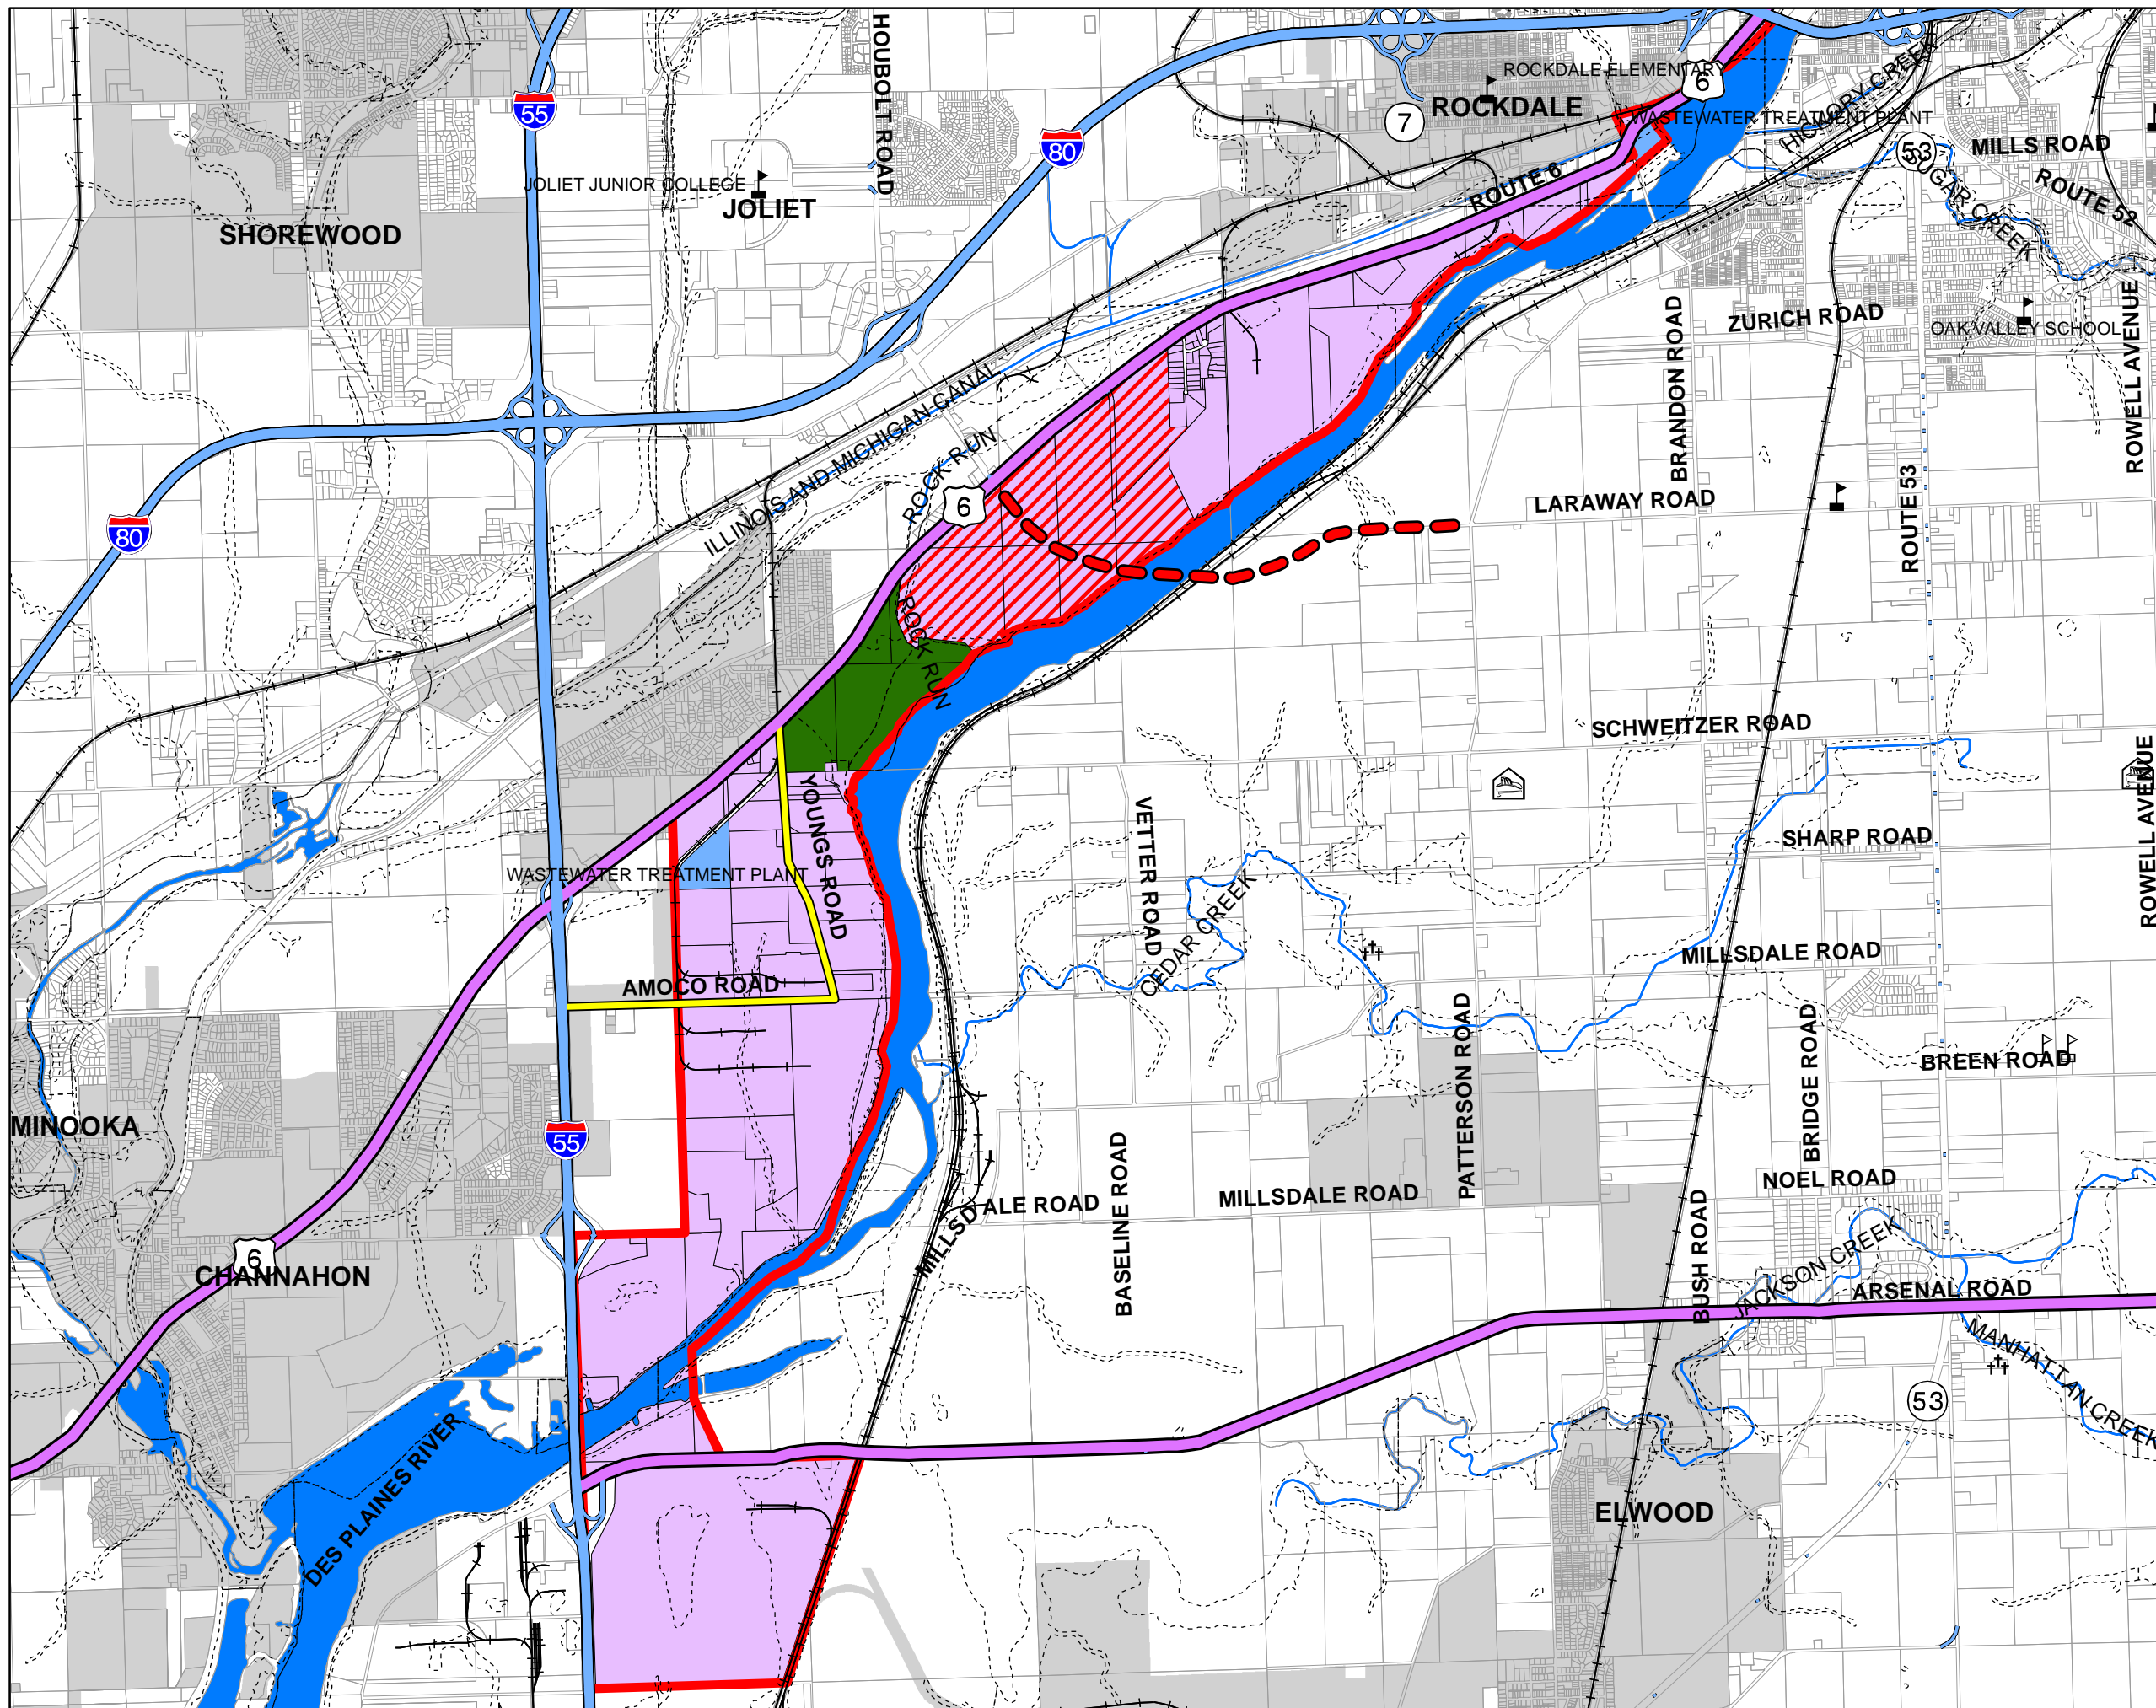 HOUBOLT ROAD
ROCKDALE ELEMENTARY
6
55
7
ROCKDALE
WASTEWATER TREATMENT PLANT
HICKORY CREEK
80
53
MILLS ROAD
JOLIET JUNIOR COLLEGE
JOLIET
ROUTE 6
SUGAR CREEK
ROUTE 52
SHOREWOOD
BRANDON ROAD
ZURICH ROAD
OAK VALLEY SCHOOL
ROWELL AVENUE
ILLINOIS AND MICHIGAN CANAL
ROCK RUN
6
LARAWAY ROAD
ROUTE 53
80
ROCK RUN
SCHWEITZER ROAD
ROWELL AVENUE
YOUNGS ROAD
VETTER ROAD
SHARP ROAD
WASTEWATER TREATMENT PLANT
CEDAR CREEK
MILLSDALE ROAD
AMOCO ROAD
PATTERSON ROAD
BRIDGE ROAD
BREEN ROAD
MINOOKA
55
BASELINE ROAD
MILLSDALE ROAD
MILLSDALE ROAD
NOEL ROAD
BUSH ROAD
JACKSON CREEK
6
CHANNAHON
ARSENAL ROAD
MANHATTAN CREEK
53
DES PLAINES RIVER
ELWOOD